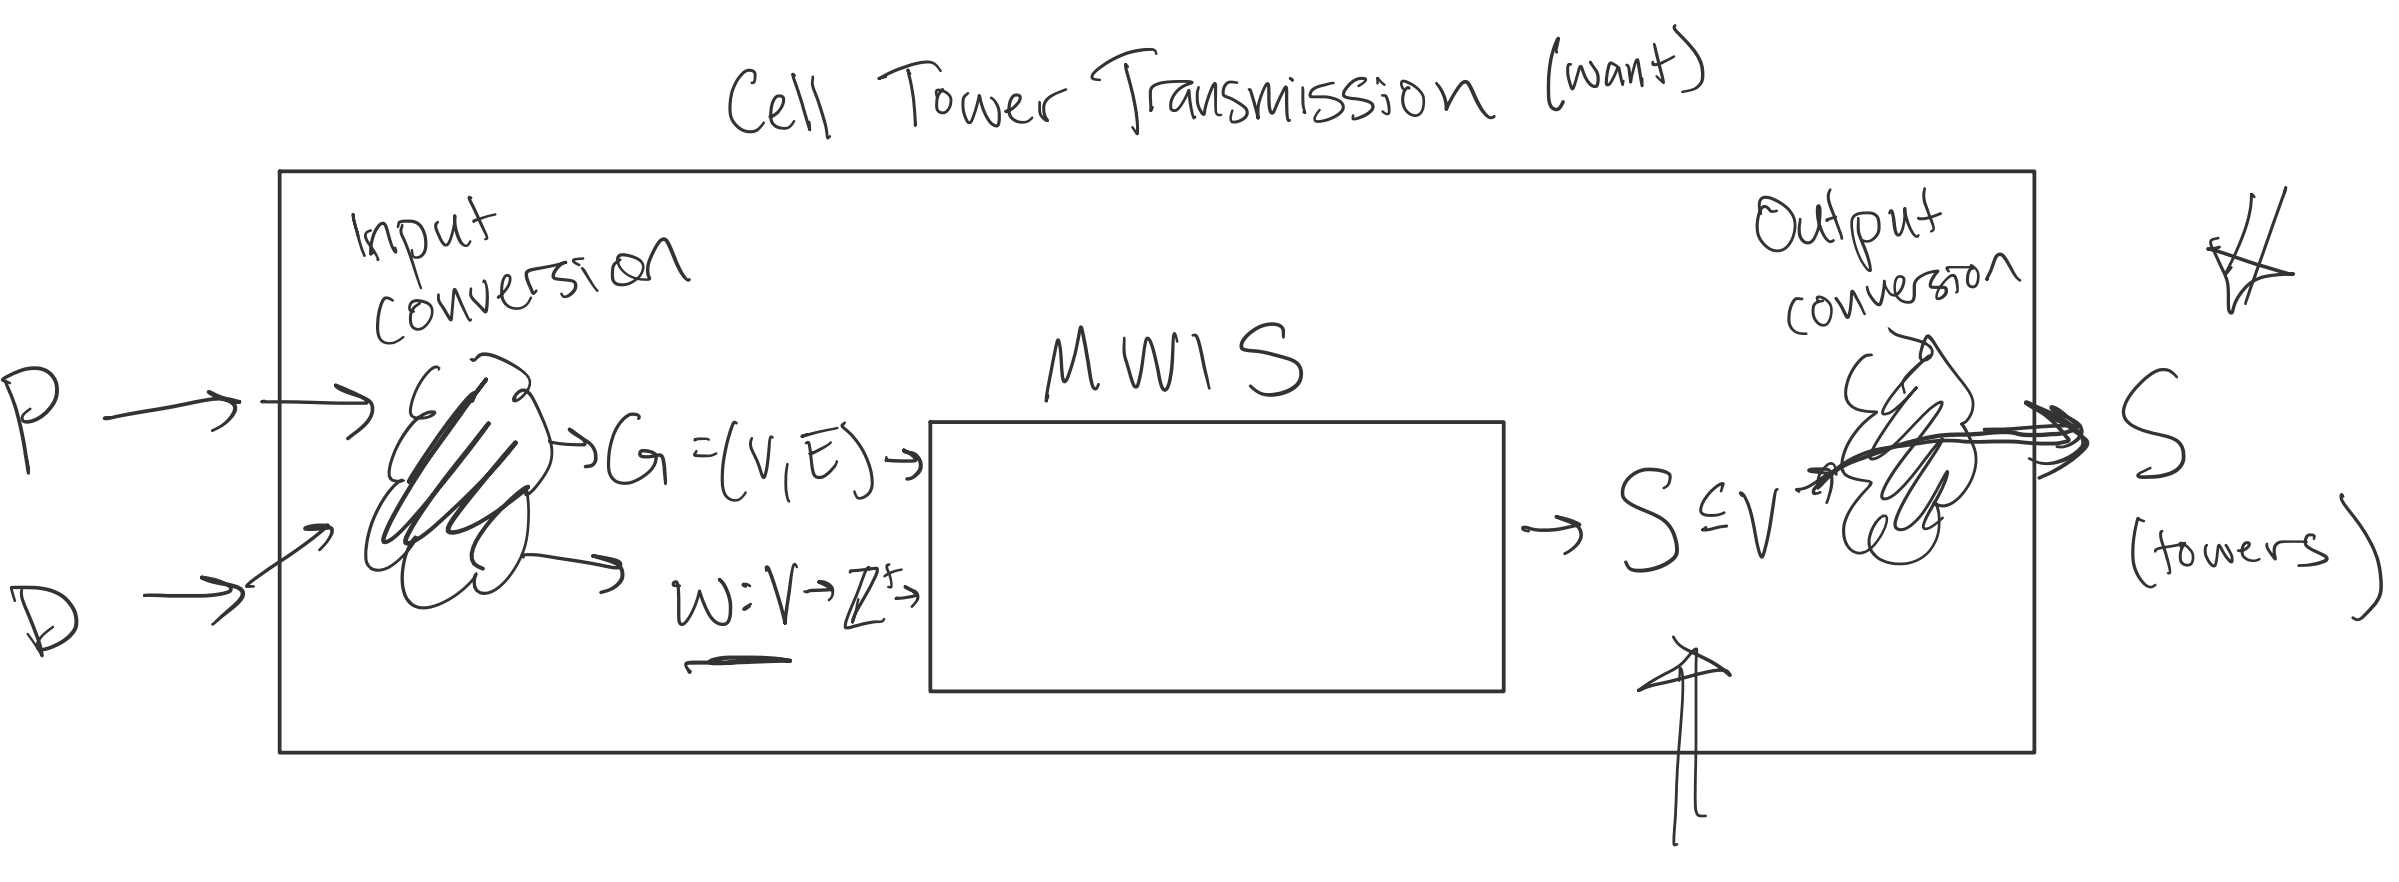 Cell Tower Transmission (want)
Input
conversion
Output
conversion
MWIS
P
G = (V, E)
S ⊆ V
S
(towers)
D
w: V → Z⁺